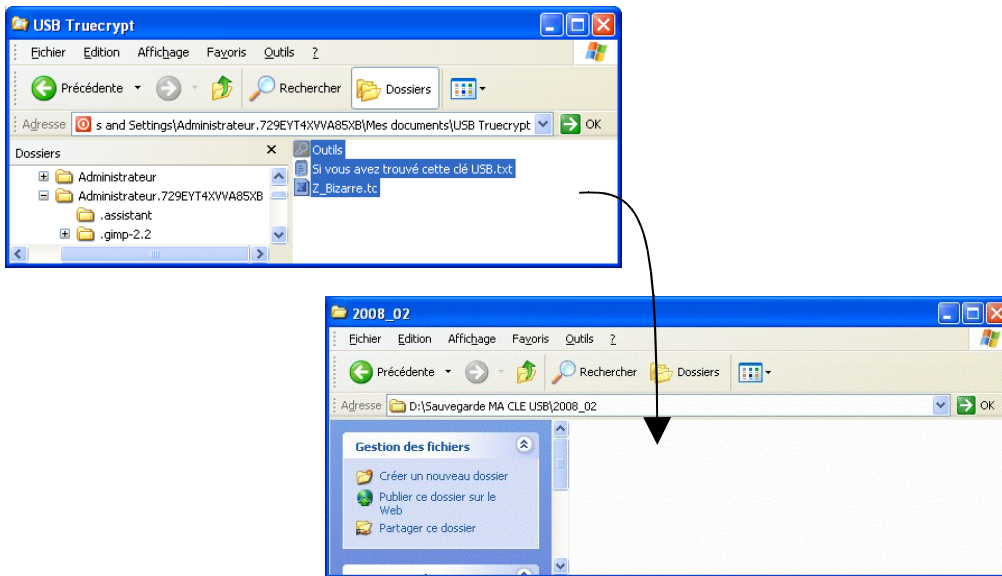 USB Truecrypt
Fichier Edition Affichage Favoris Outils ?
Précédente Rechercher Dossiers
Adresse s and Settings\Administrateur.729EYT4XVVA85XB\Mes documents\USB Truecrypt OK
Dossiers x
Outils
Si vous avez trouvé cette clé USB.txt
Z_Bizarre.tc
Administrateur
Administrateur.729EYT4XVVA85XB
.assistant
.gimp-2.2
2008_02
Fichier Edition Affichage Favoris Outils ?
Précédente Rechercher Dossiers
Adresse D:\Sauvegarde MA CLE USB\2008_02 OK
Gestion des fichiers
Créer un nouveau dossier
Publier ce dossier sur le
Web
Partager ce dossier